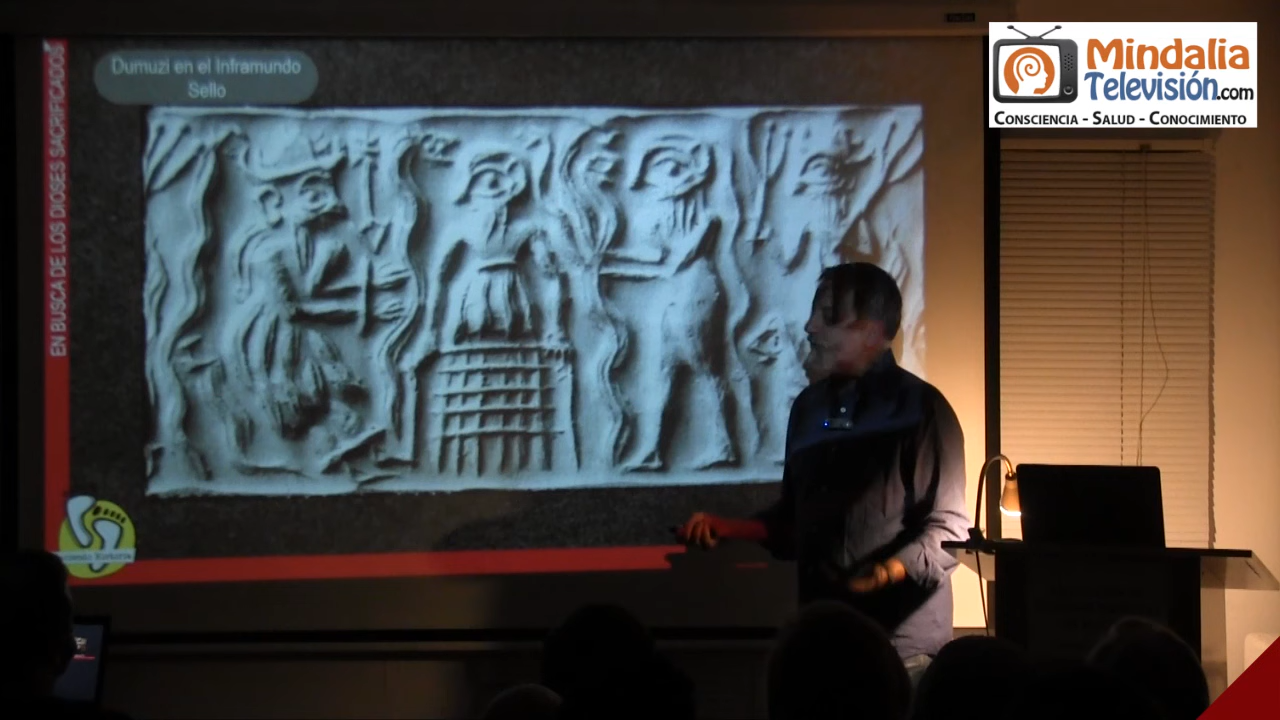 Dumuzi en el Inframundo
Sello
EN BUSCA DE LOS DIOSES SACRIFICADOS
Mindalia
Televisión.com
CONSCIENCIA - SALUD - CONOCIMIENTO